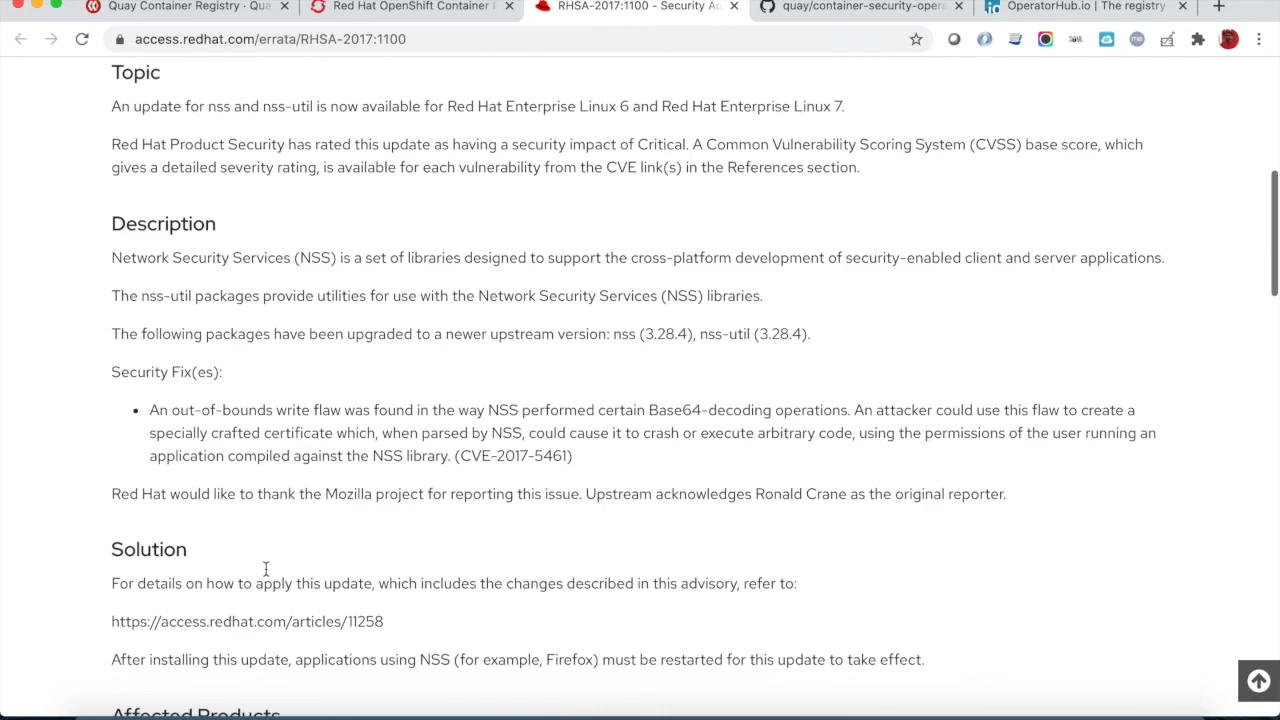 Quay Container Registry · Qua
Red Hat OpenShift Container F
RHSA-2017:1100 - Security Ad
quay/container-security-opera
OperatorHub.io | The registry
access.redhat.com/errata/RHSA-2017:1100
Topic
An update for nss and nss-util is now available for Red Hat Enterprise Linux 6 and Red Hat Enterprise Linux 7.
Red Hat Product Security has rated this update as having a security impact of Critical. A Common Vulnerability Scoring System (CVSS) base score, which
gives a detailed severity rating, is available for each vulnerability from the CVE link(s) in the References section.
Description
Network Security Services (NSS) is a set of libraries designed to support the cross-platform development of security-enabled client and server applications.
The nss-util packages provide utilities for use with the Network Security Services (NSS) libraries.
The following packages have been upgraded to a newer upstream version: nss (3.28.4), nss-util (3.28.4).
Security Fix(es):
• An out-of-bounds write flaw was found in the way NSS performed certain Base64-decoding operations. An attacker could use this flaw to create a
specially crafted certificate which, when parsed by NSS, could cause it to crash or execute arbitrary code, using the permissions of the user running an
application compiled against the NSS library. (CVE-2017-5461)
Red Hat would like to thank the Mozilla project for reporting this issue. Upstream acknowledges Ronald Crane as the original reporter.
Solution
For details on how to apply this update, which includes the changes described in this advisory, refer to:
https://access.redhat.com/articles/11258
After installing this update, applications using NSS (for example, Firefox) must be restarted for this update to take effect.
Affected Products